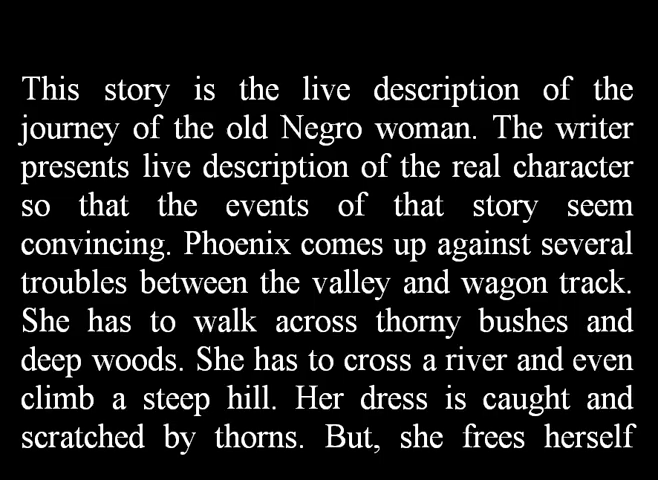 This story is the live description of the
journey of the old Negro woman. The writer
presents live description of the real character
so that the events of that story seem
convincing. Phoenix comes up against several
troubles between the valley and wagon track.
She has to walk across thorny bushes and
deep woods. She has to cross a river and even
climb a steep hill. Her dress is caught and
scratched by thorns. But, she frees herself